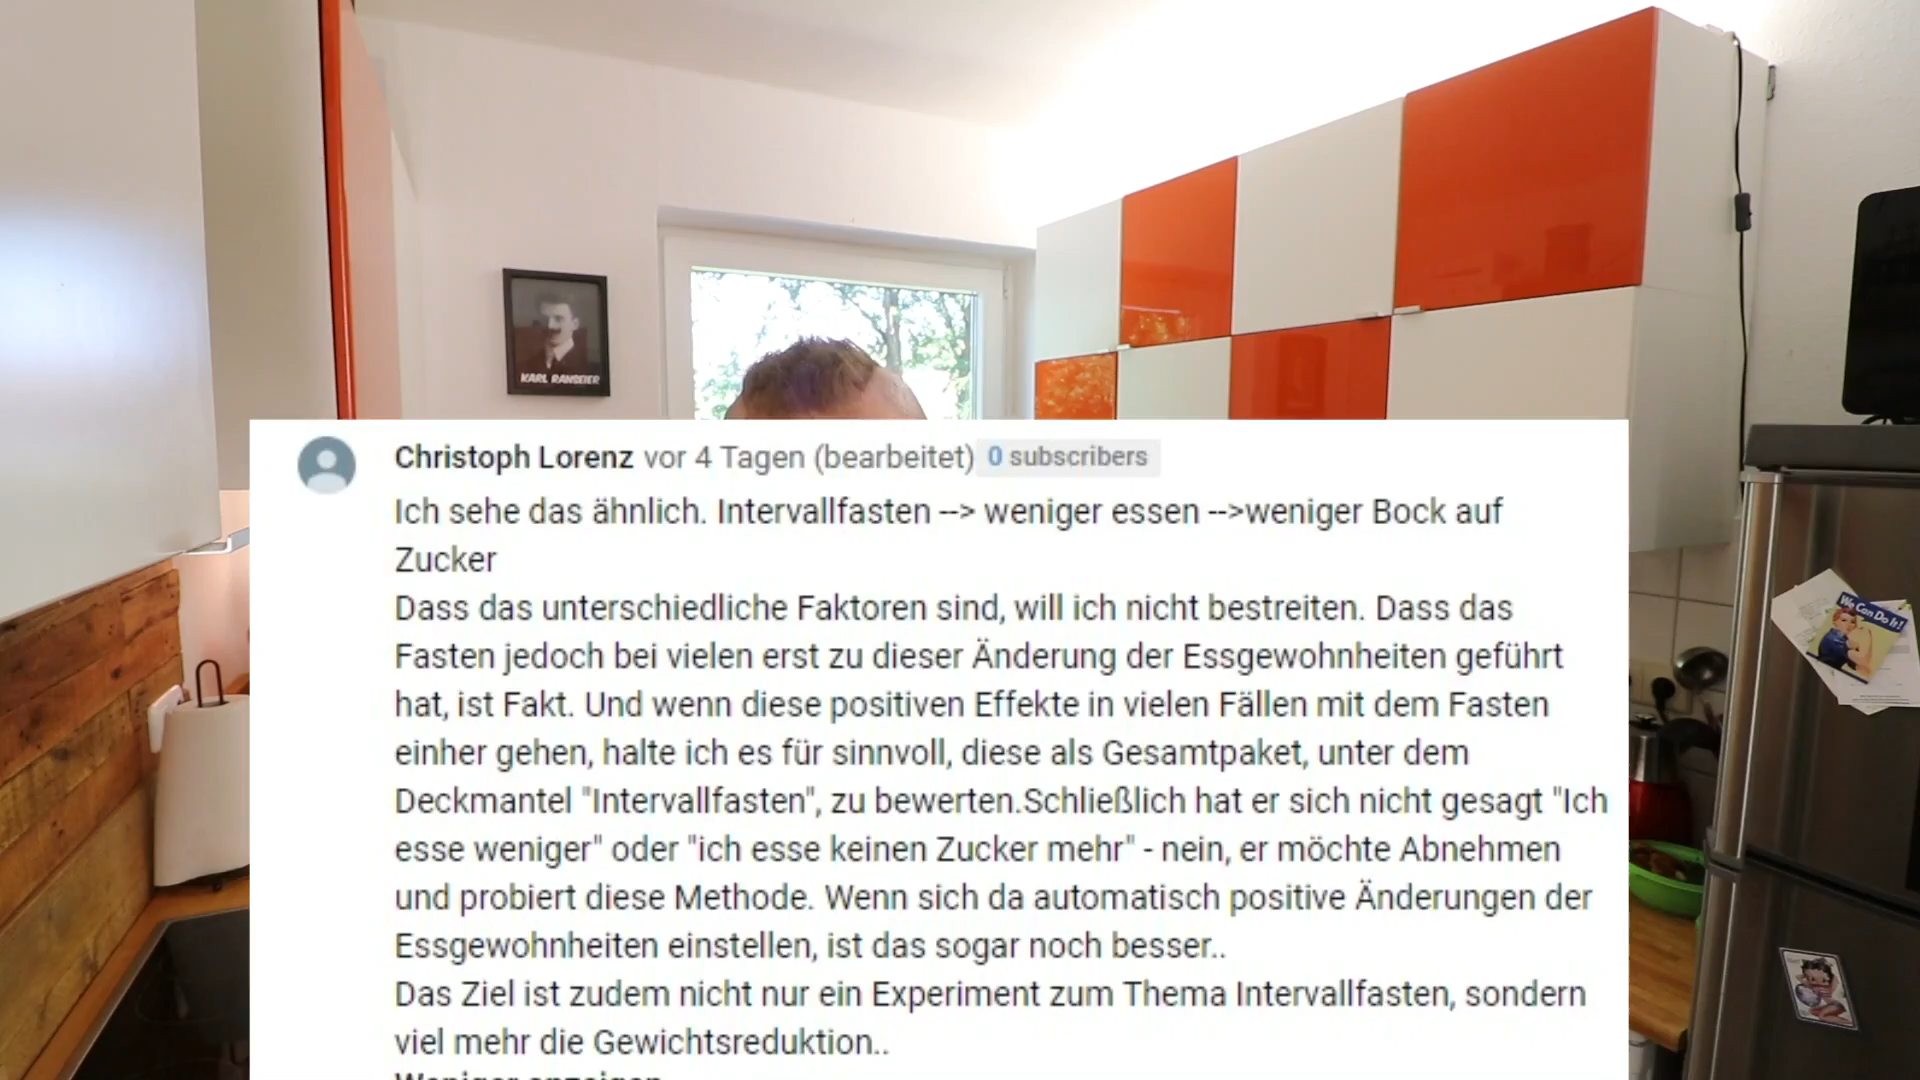 KARL RANSEIER
Christoph Lorenz vor 4 Tagen (bearbeitet) 0 subscribers
Ich sehe das ähnlich. Intervallfasten --> weniger essen -->weniger Bock auf
Zucker
Dass das unterschiedliche Faktoren sind, will ich nicht bestreiten. Dass das
Fasten jedoch bei vielen erst zu dieser Änderung der Essgewohnheiten geführt
hat, ist Fakt. Und wenn diese positiven Effekte in vielen Fällen mit dem Fasten
einher gehen, halte ich es für sinnvoll, diese als Gesamtpaket, unter dem
Deckmantel "Intervallfasten", zu bewerten.Schließlich hat er sich nicht gesagt "Ich
esse weniger" oder "ich esse keinen Zucker mehr" - nein, er möchte Abnehmen
und probiert diese Methode. Wenn sich da automatisch positive Änderungen der
Essgewohnheiten einstellen, ist das sogar noch besser..
Das Ziel ist zudem nicht nur ein Experiment zum Thema Intervallfasten, sondern
viel mehr die Gewichtsreduktion..
Weniger anzeigen
We Can Do It!